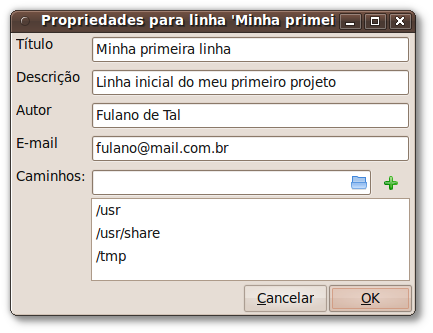 Propriedades para linha 'Minha primei
Título
Minha primeira linha
Descrição
Linha inicial do meu primeiro projeto
Autor
Fulano de Tal
E-mail
fulano@mail.com.br
Caminhos:
/usr
/usr/share
/tmp
Cancelar
OK